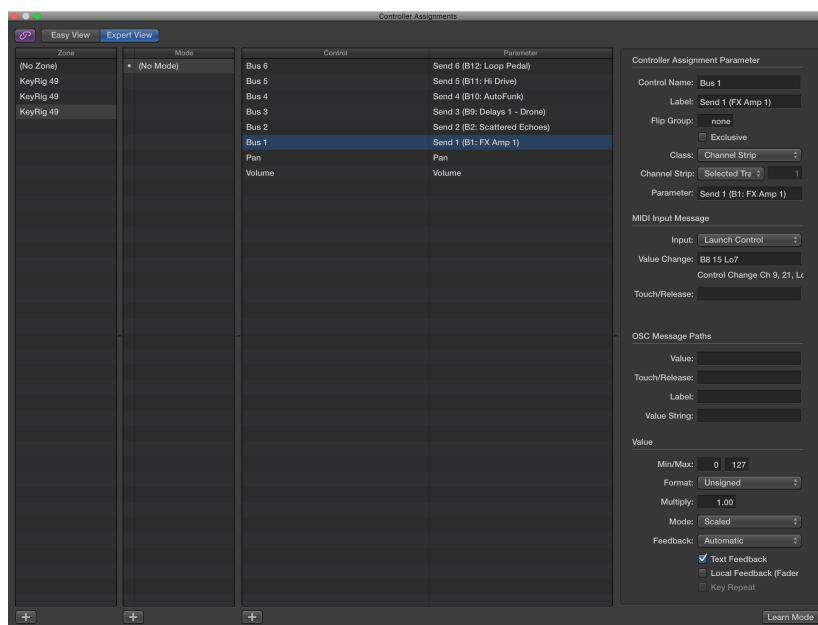 Controller Assignments
Easy View Expert View
Zone Mode Control Parameter
(No Zone) • (No Mode) Bus 6 Send 6 (B12: Loop Pedal)
KeyRig 49 Bus 5 Send 5 (B11: Hi Drive)
KeyRig 49 Bus 4 Send 4 (B10: AutoFunk)
KeyRig 49 Bus 3 Send 3 (B9: Delays 1 - Drone)
Bus 2 Send 2 (B2: Scattered Echoes)
Bus 1 Send 1 (B1: FX Amp 1)
Pan Pan
Volume Volume
Controller Assignment Parameter
Control Name: Bus 1
Label: Send 1 (FX Amp 1)
Flip Group: none
Exclusive
Class: Channel Strip
Channel Strip: Selected Tra 1
Parameter: Send 1 (B1: FX Amp 1)
MIDI Input Message
Input: Launch Control
Value Change: B8 15 Lo7
Control Change Ch 9, 21, Lo
Touch/Release:
OSC Message Paths
Value:
Touch/Release:
Label:
Value String:
Value
Min/Max: 0 127
Format: Unsigned
Multiply: 1.00
Mode: Scaled
Feedback: Automatic
Text Feedback
Local Feedback (Fader
Key Repeat
Learn Mode